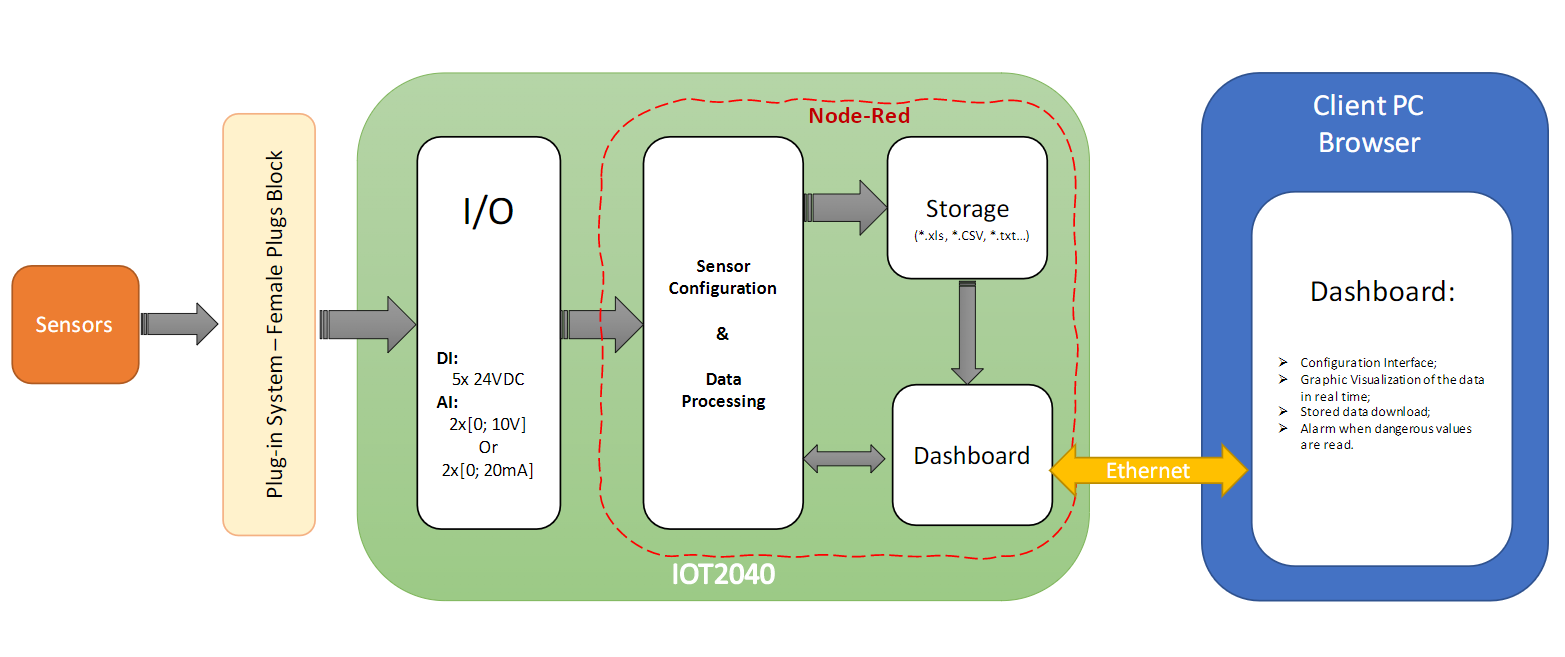 Sensors
Plug-in System – Female Plugs Block
I/O
DI:
5x 24VDC
AI:
2x[0; 10V]
Or
2x[0; 20mA]
Node-Red
Sensor
Configuration
&
Data
Processing
Storage
(*.xls, *.CSV, *.txt...)
Dashboard
IOT2040
Ethernet
Client PC
Browser
Dashboard:
➢ Configuration Interface;
➢ Graphic Visualization of the data
in real time;
➢ Stored data download;
➢ Alarm when dangerous values
are read.